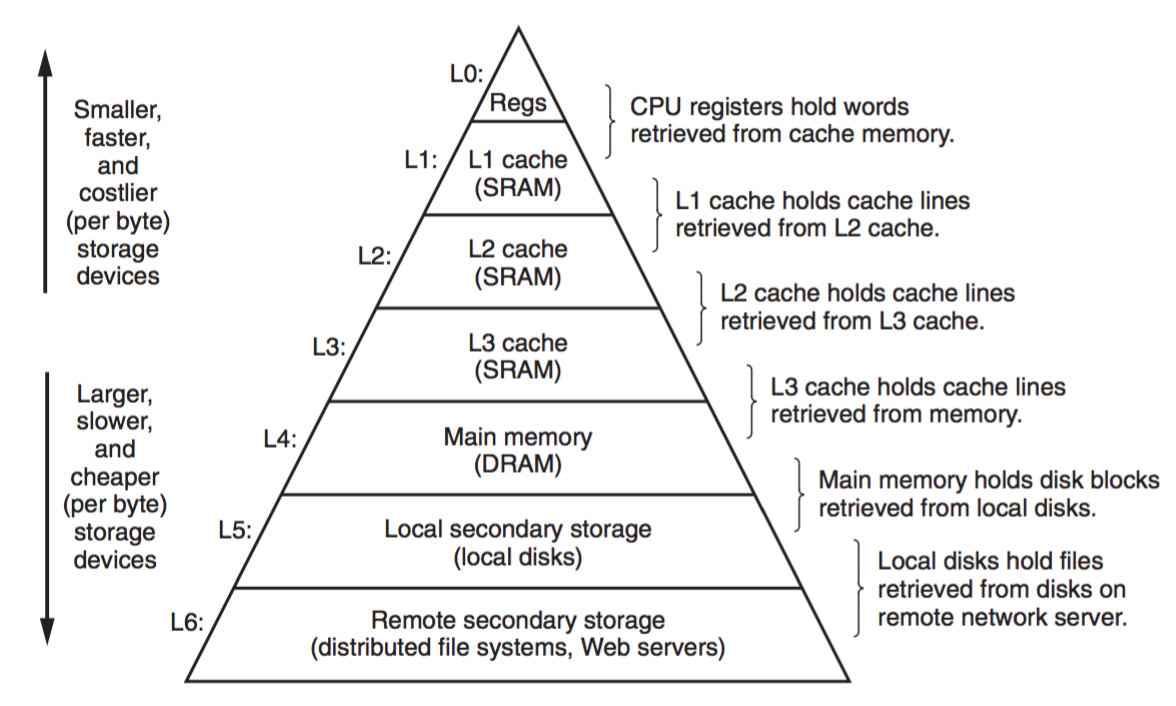 Smaller,
faster,
and
costlier
(per byte)
storage
devices
Larger,
slower,
and
cheaper
(per byte)
storage
devices
L0:
Regs
CPU registers hold words
retrieved from cache memory.
L1:
L1 cache
(SRAM)
L1 cache holds cache lines
retrieved from L2 cache.
L2:
L2 cache
(SRAM)
L2 cache holds cache lines
retrieved from L3 cache.
L3:
L3 cache
(SRAM)
L3 cache holds cache lines
retrieved from memory.
L4:
Main memory
(DRAM)
Main memory holds disk blocks
retrieved from local disks.
L5:
Local secondary storage
(local disks)
Local disks hold files
retrieved from disks on
remote network server.
L6:
Remote secondary storage
(distributed file systems, Web servers)